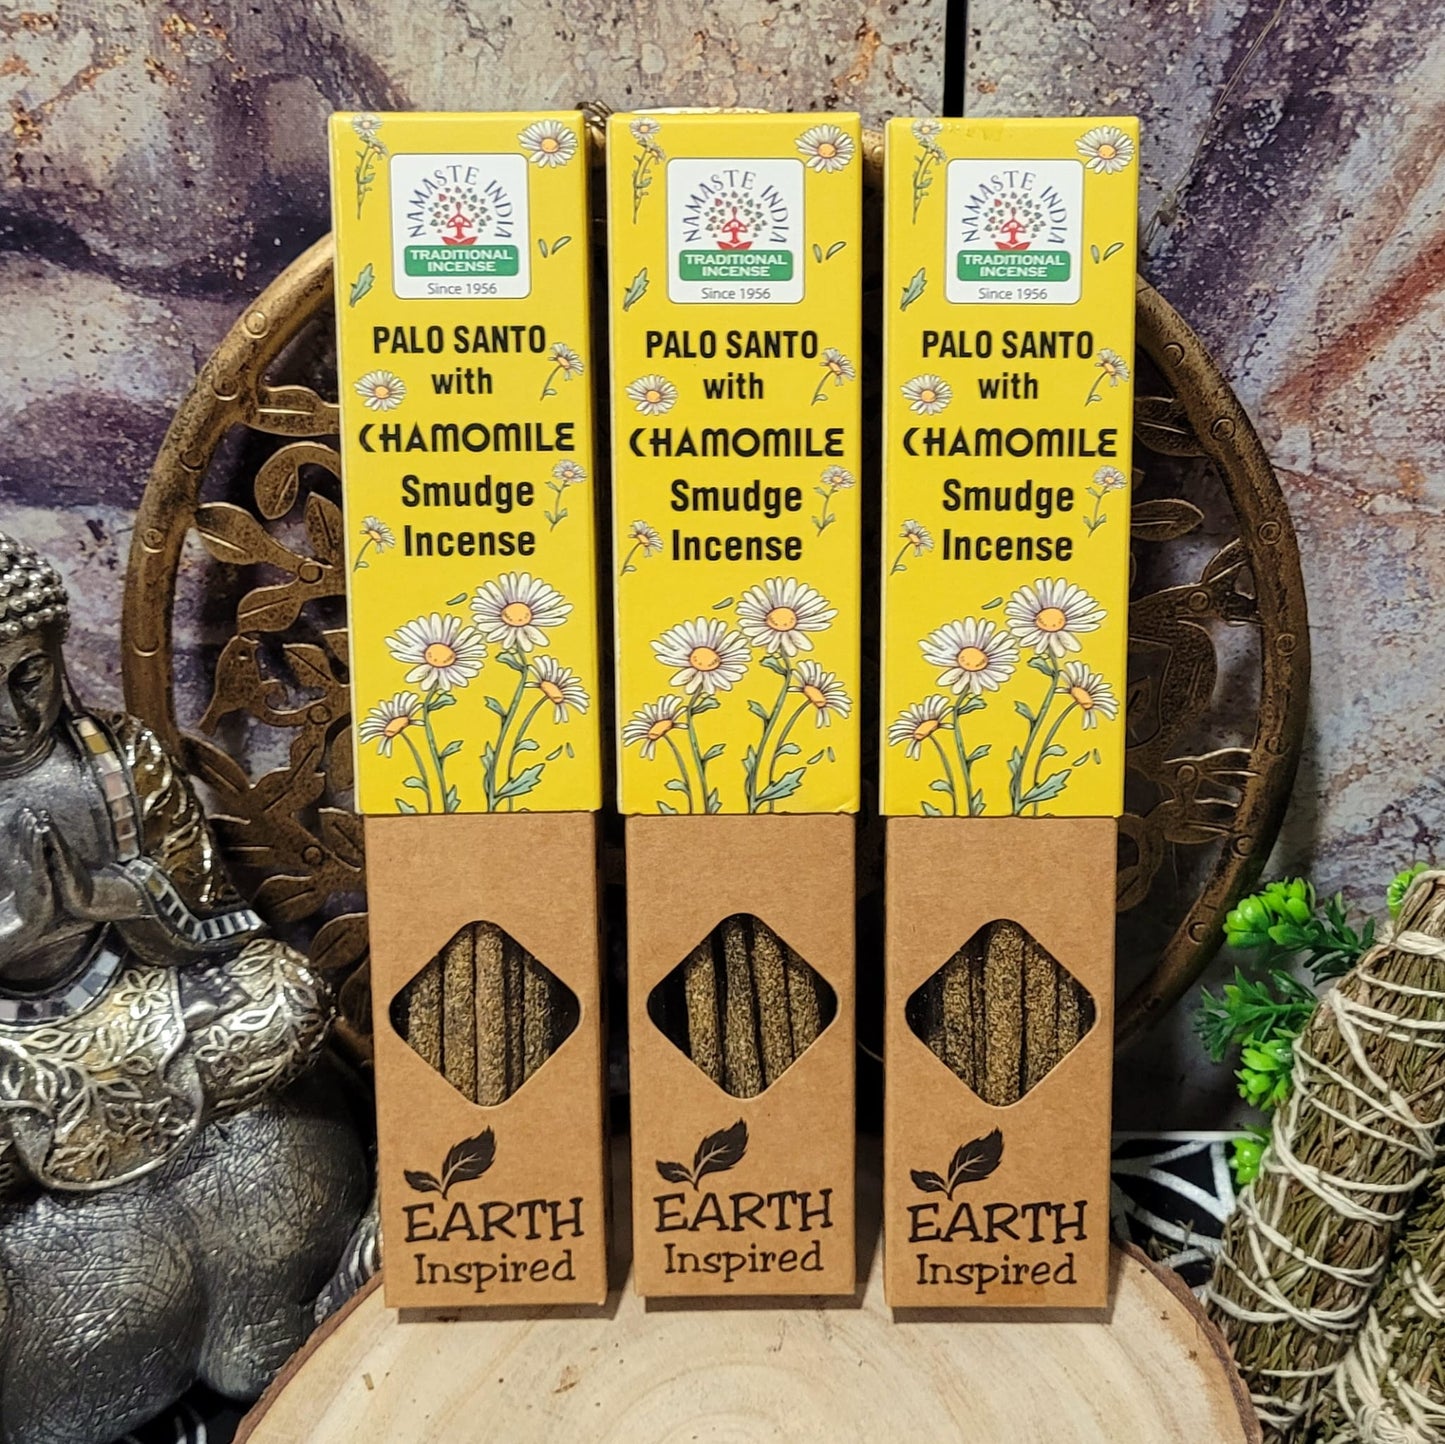 NAMASTE INDIA
TRADITIONAL
INCENSE
Since 1956
PALO SANTO
with
CHAMOMILE
Smudge
Incense
EARTH
Inspired
NAMASTE INDIA
TRADITIONAL
INCENSE
Since 1956
PALO SANTO
with
CHAMOMILE
Smudge
Incense
EARTH
Inspired
NAMASTE INDIA
TRADITIONAL
INCENSE
Since 1956
PALO SANTO
with
CHAMOMILE
Smudge
Incense
EARTH
Inspired